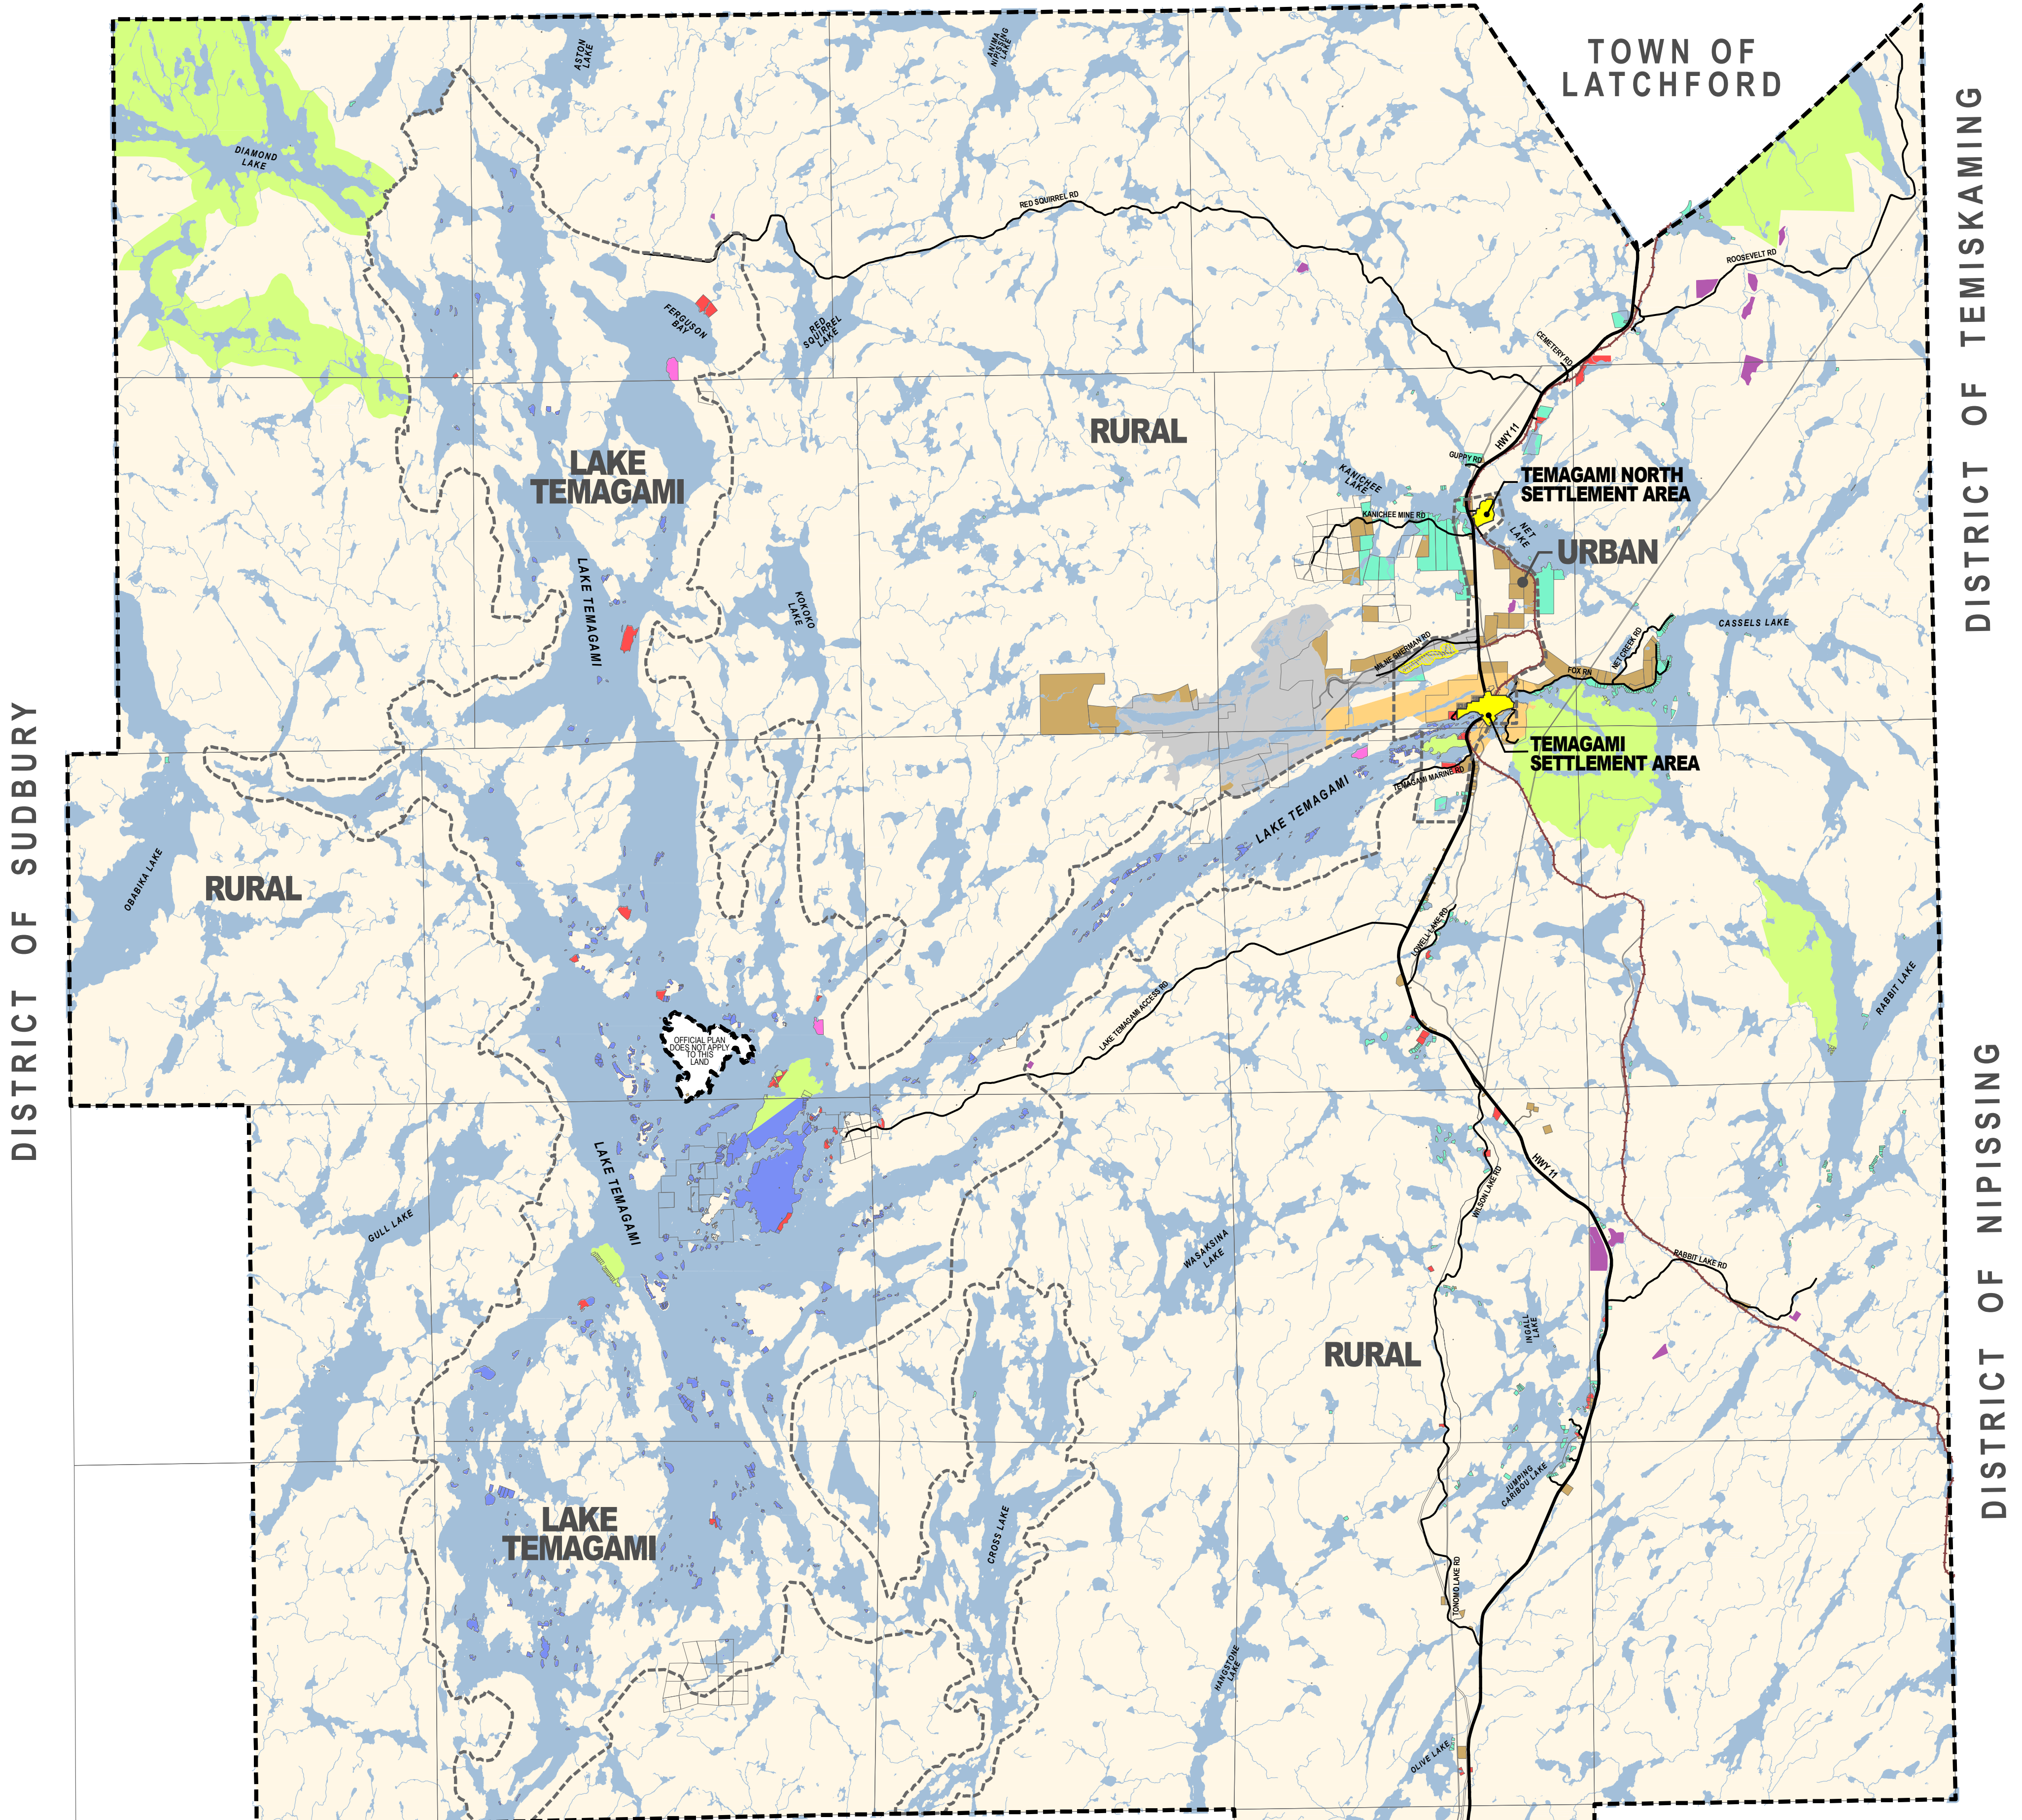 TOWN OF
LATCHFORD
ASTON
LAKE
ANIMA
NIPISSING
LAKE
DISTRICT OF TEMISKAMING
DIAMOND
LAKE
RED SQUIRREL RD
ROOSEVELT RD
FERGUSON
BAY
RED
SQUIRREL
LAKE
CEMETERY RD
RURAL
HWY 11
GUPPY RD
LAKE
TEMAGAMI
KANICHEE
LAKE
TEMAGAMI NORTH
SETTLEMENT AREA
KANICHEE MINE RD
NET
LAKE
URBAN
LAKE TEMAGAMI
KOKOKO
LAKE
CASSELS LAKE
MILNE SHERMAN RD
NET CREEK RD
FOX RN
TEMAGAMI
SETTLEMENT AREA
TEMAGAMI MARINE RD
LAKE TEMAGAMI
DISTRICT OF SUDBURY
OBABIKA LAKE
RURAL
LOWELL LAKE RD
RABBIT LAKE
LAKE TEMAGAMI ACCESS RD
OFFICIAL PLAN
DOES NOT APPLY
TO THIS
LAND
DISTRICT OF NIPISSING
LAKE TEMAGAMI
GULL LAKE
HWY 11
WILSON LAKE RD
WASAKSINA
LAKE
RABBIT LAKE RD
INGALL
LAKE
RURAL
JUMPING
CARIBOU LAKE
LAKE
TEMAGAMI
CROSS LAKE
TONOMO LAKE RD
HANGSTONE
LAKE
OLIVE LAKE